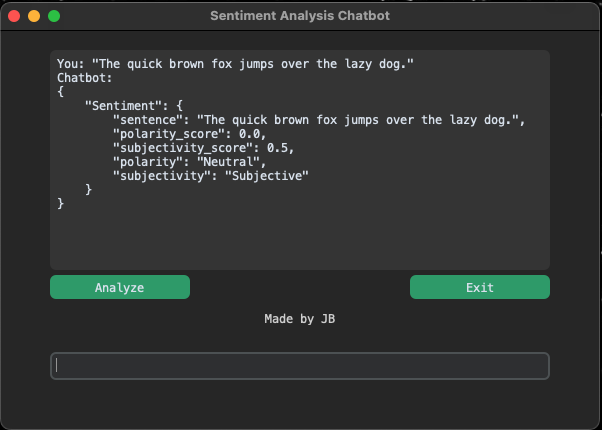 Sentiment Analysis Chatbot
You: "The quick brown fox jumps over the lazy dog."
Chatbot:
{
    "Sentiment": {
        "sentence": "The quick brown fox jumps over the lazy dog.",
        "polarity_score": 0.0,
        "subjectivity_score": 0.5,
        "polarity": "Neutral",
        "subjectivity": "Subjective"
    }
}
Analyze
Exit
Made by JB